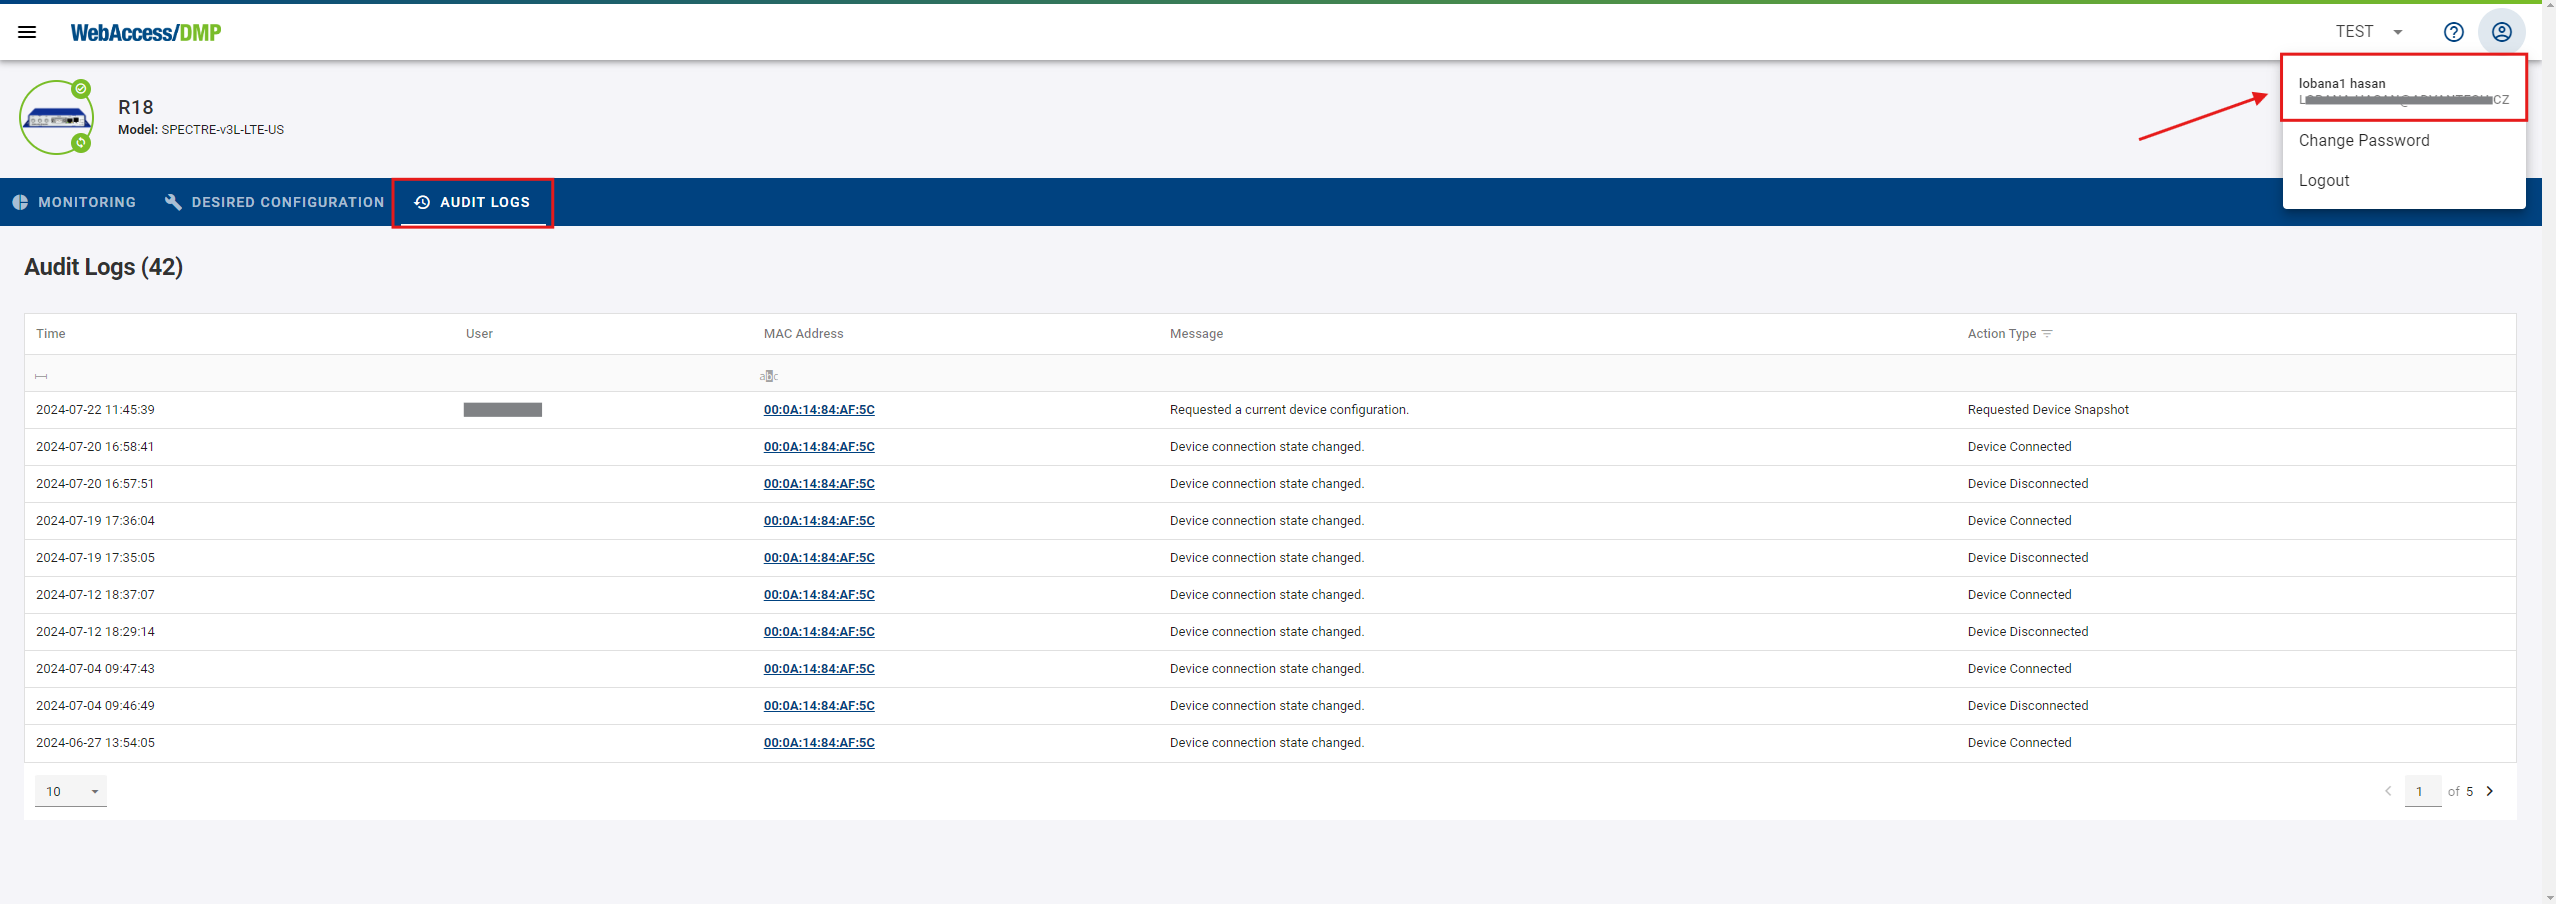 WebAccess/DMP
TEST
lobana1 hasan
CZ
Change Password
Logout
R18
Model: SPECTRE-v3L-LTE-US
MONITORING DESIRED CONFIGURATION AUDIT LOGS
Audit Logs (42)
Time User MAC Address Message Action Type
abc
2024-07-22 11:45:39 00:0A:14:84:AF:5C Requested a current device configuration. Requested Device Snapshot
2024-07-20 16:58:41 00:0A:14:84:AF:5C Device connection state changed. Device Connected
2024-07-20 16:57:51 00:0A:14:84:AF:5C Device connection state changed. Device Disconnected
2024-07-19 17:36:04 00:0A:14:84:AF:5C Device connection state changed. Device Connected
2024-07-19 17:35:05 00:0A:14:84:AF:5C Device connection state changed. Device Disconnected
2024-07-12 18:37:07 00:0A:14:84:AF:5C Device connection state changed. Device Connected
2024-07-12 18:29:14 00:0A:14:84:AF:5C Device connection state changed. Device Disconnected
2024-07-04 09:47:43 00:0A:14:84:AF:5C Device connection state changed. Device Connected
2024-07-04 09:46:49 00:0A:14:84:AF:5C Device connection state changed. Device Disconnected
2024-06-27 13:54:05 00:0A:14:84:AF:5C Device connection state changed. Device Connected
10 1 of 5